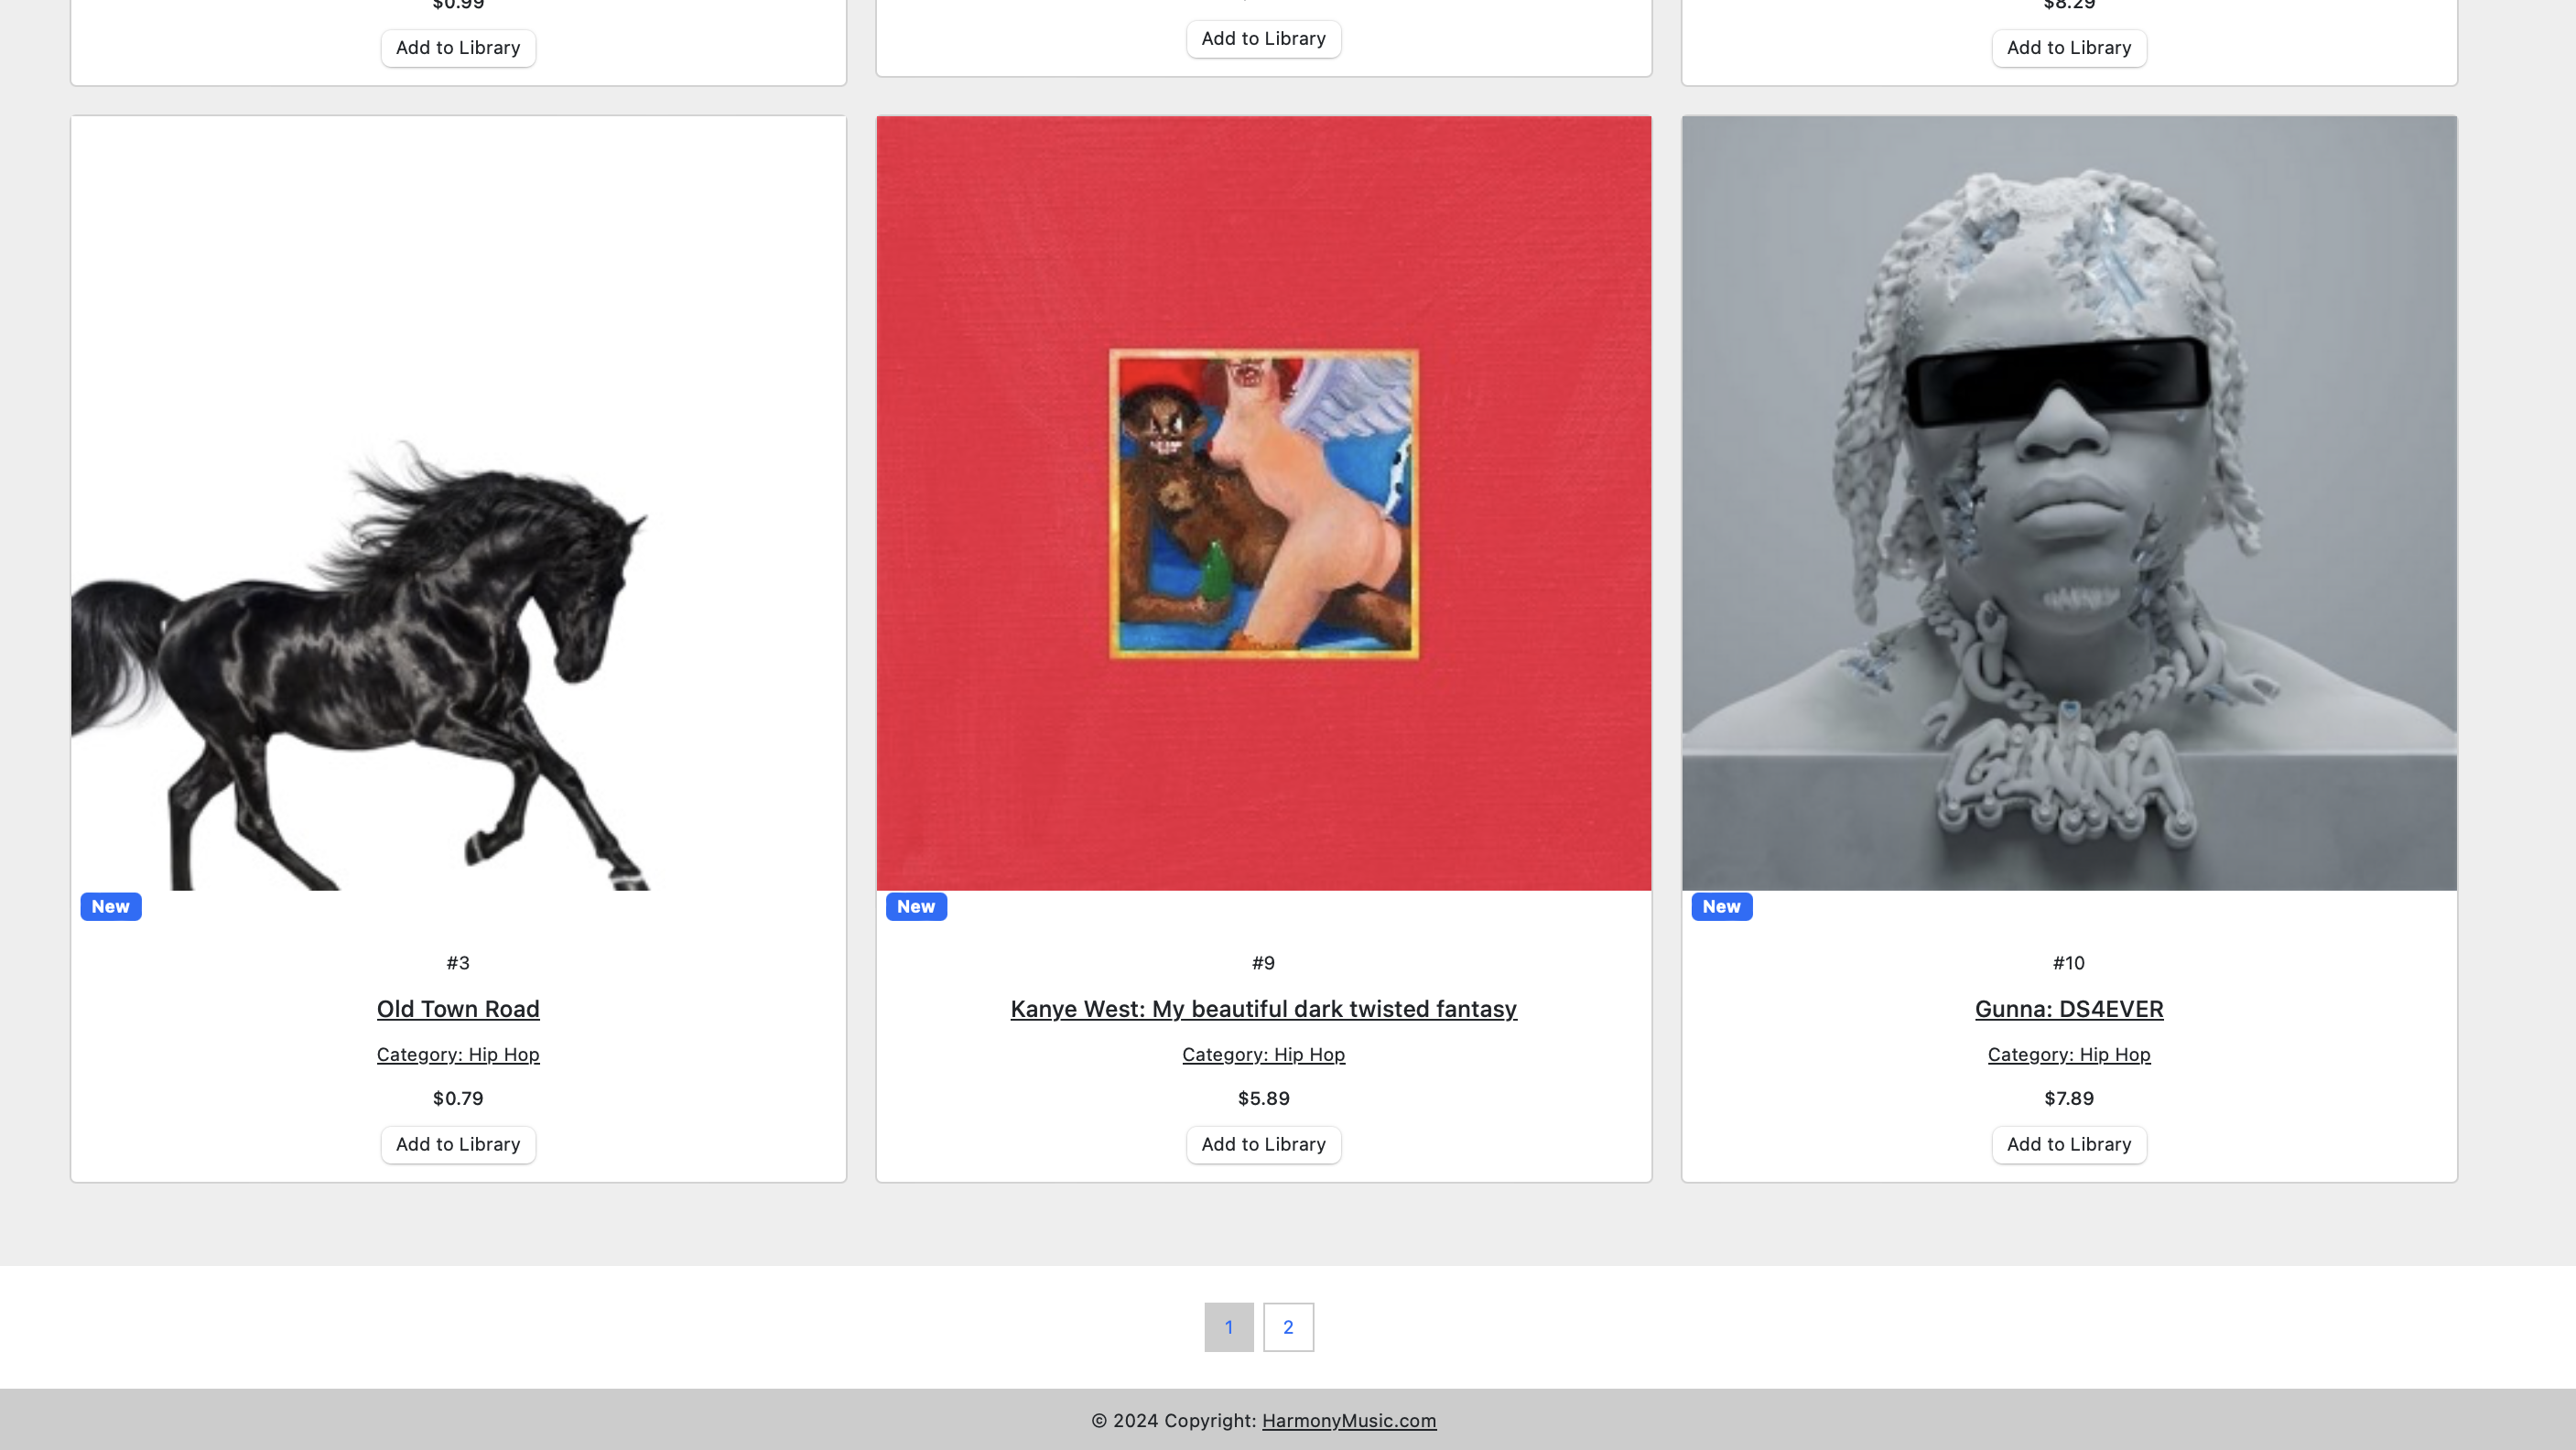 $0.99
$8.29
Add to Library
Add to Library
Add to Library
GUNNA
New
New
New
#3
#9
#10
Old Town Road
Kanye West: My beautiful dark twisted fantasy
Gunna: DS4EVER
Category: Hip Hop
Category: Hip Hop
Category: Hip Hop
$0.79
$5.89
$7.89
Add to Library
Add to Library
Add to Library
1
2
© 2024 Copyright: HarmonyMusic.com